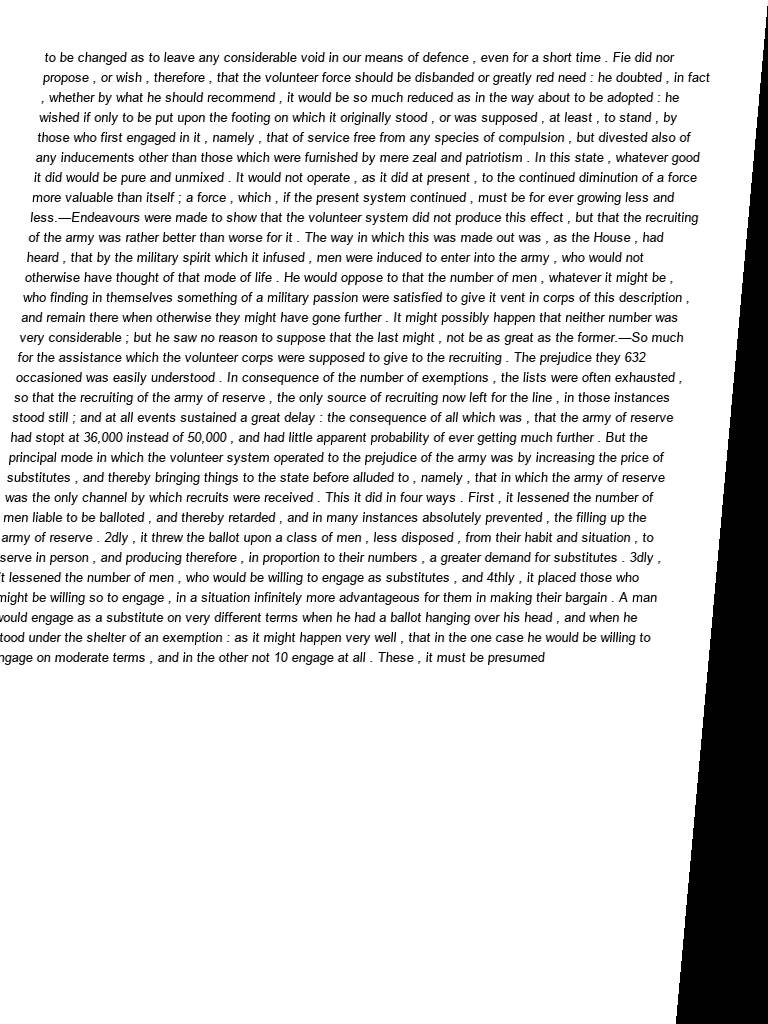 to be changed as to leave any considerable void in our means of defence , even for a short time . Fie did nor
propose , or wish , therefore , that the volunteer force should be disbanded or greatly red need : he doubted , in fact
, whether by what he should recommend , it would be so much reduced as in the way about to be adopted : he
wished if only to be put upon the footing on which it originally stood , or was supposed , at least , to stand , by
those who first engaged in it , namely , that of service free from any species of compulsion , but divested also of
any inducements other than those which were furnished by mere zeal and patriotism . In this state , whatever good
it did would be pure and unmixed . It would not operate , as it did at present , to the continued diminution of a force
more valuable than itself ; a force , which , if the present system continued , must be for ever growing less and
less.—Endeavours were made to show that the volunteer system did not produce this effect , but that the recruiting
of the army was rather better than worse for it . The way in which this was made out was , as the House , had
heard , that by the military spirit which it infused , men were induced to enter into the army , who would not
otherwise have thought of that mode of life . He would oppose to that the number of men , whatever it might be ,
who finding in themselves something of a military passion were satisfied to give it vent in corps of this description ,
and remain there when otherwise they might have gone further . It might possibly happen that neither number was
very considerable ; but he saw no reason to suppose that the last might , not be as great as the former.—So much
for the assistance which the volunteer corps were supposed to give to the recruiting . The prejudice they 632
occasioned was easily understood . In consequence of the number of exemptions , the lists were often exhausted ,
so that the recruiting of the army of reserve , the only source of recruiting now left for the line , in those instances
stood still ; and at all events sustained a great delay : the consequence of all which was , that the army of reserve
had stopt at 36,000 instead of 50,000 , and had little apparent probability of ever getting much further . But the
principal mode in which the volunteer system operated to the prejudice of the army was by increasing the price of
substitutes , and thereby bringing things to the state before alluded to , namely , that in which the army of reserve
was the only channel by which recruits were received . This it did in four ways . First , it lessened the number of
men liable to be balloted , and thereby retarded , and in many instances absolutely prevented , the filling up the
army of reserve . 2dly , it threw the ballot upon a class of men , less disposed , from their habit and situation , to
serve in person , and producing therefore , in proportion to their numbers , a greater demand for substitutes . 3dly ,
it lessened the number of men , who would be willing to engage as substitutes , and 4thly , it placed those who
might be willing so to engage , in a situation infinitely more advantageous for them in making their bargain . A man
would engage as a substitute on very different terms when he had a ballot hanging over his head , and when he
tood under the shelter of an exemption : as it might happen very well , that in the one case he would be willing to
ngage on moderate terms , and in the other not 10 engage at all . These , it must be presumed